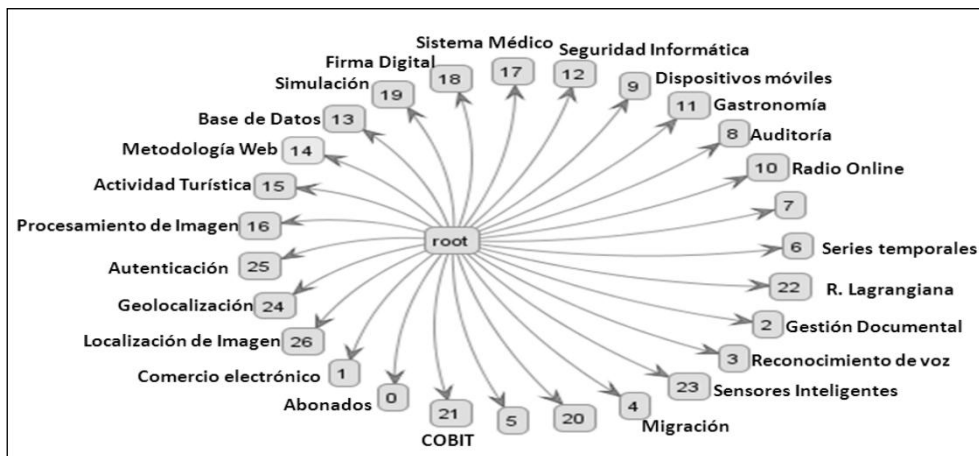 Sistema Médico
17
Seguridad Informática
12
Firma Digital
18
Dispositivos móviles
9
Simulación
19
Gastronomía
11
Base de Datos
13
Auditoría
8
Metodología Web
14
Radio Online
10
Actividad Turística
15
7
Procesamiento de Imagen
16
root
Series temporales
6
Autenticación
25
R. Lagrangiana
22
Geolocalización
24
Gestión Documental
2
Localización de Imagen
26
Reconocimiento de voz
3
Comercio electrónico
1
Sensores Inteligentes
23
Abonados
0
COBIT
21
5
20
4
Migración